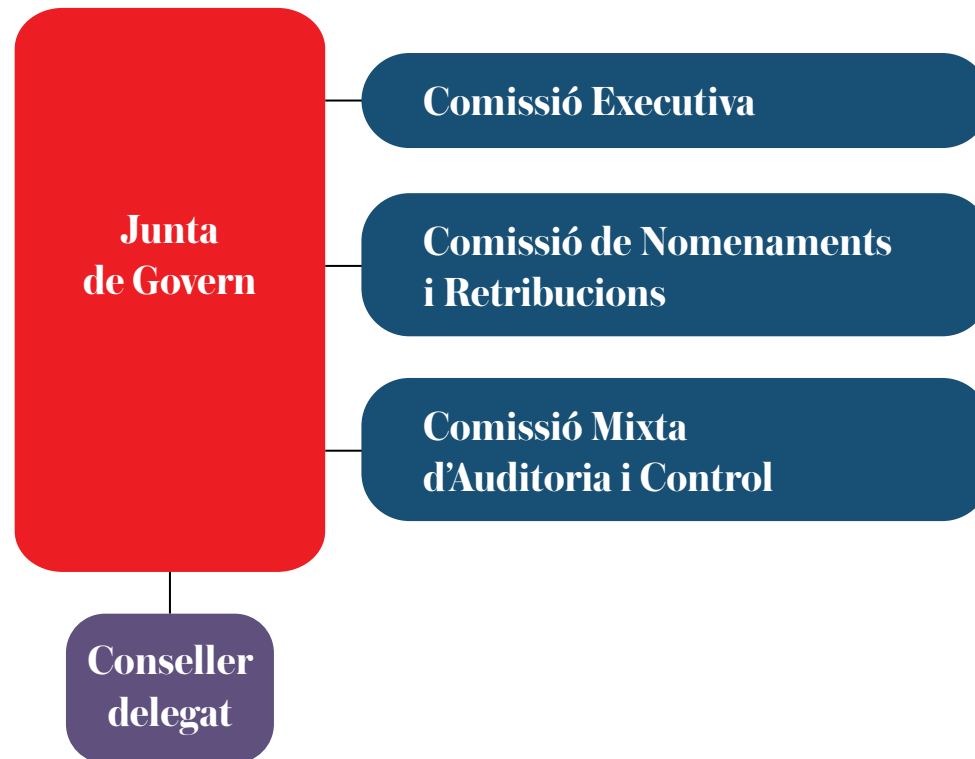 Junta
de Govern
Comissió Executiva
Comissió de Nomenaments
i Retribucions
Comissió Mixta
d’Auditoria i Control
Conseller
delegat